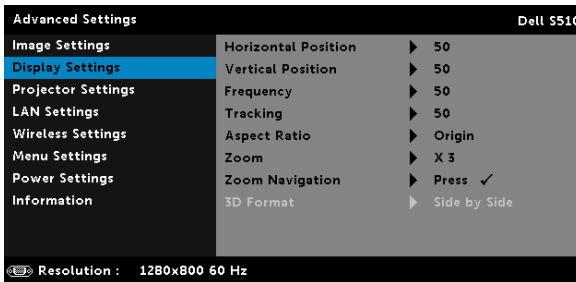 Advanced Settings Dell S510
Image Settings
Display Settings
Projector Settings
LAN Settings
Wireless Settings
Menu Settings
Power Settings
Information
Horizontal Position 50
Vertical Position 50
Frequency 50
Tracking 50
Aspect Ratio Origin
Zoom X 3
Zoom Navigation Press ✓
3D Format Side by Side
Resolution : 1280x800 60 Hz